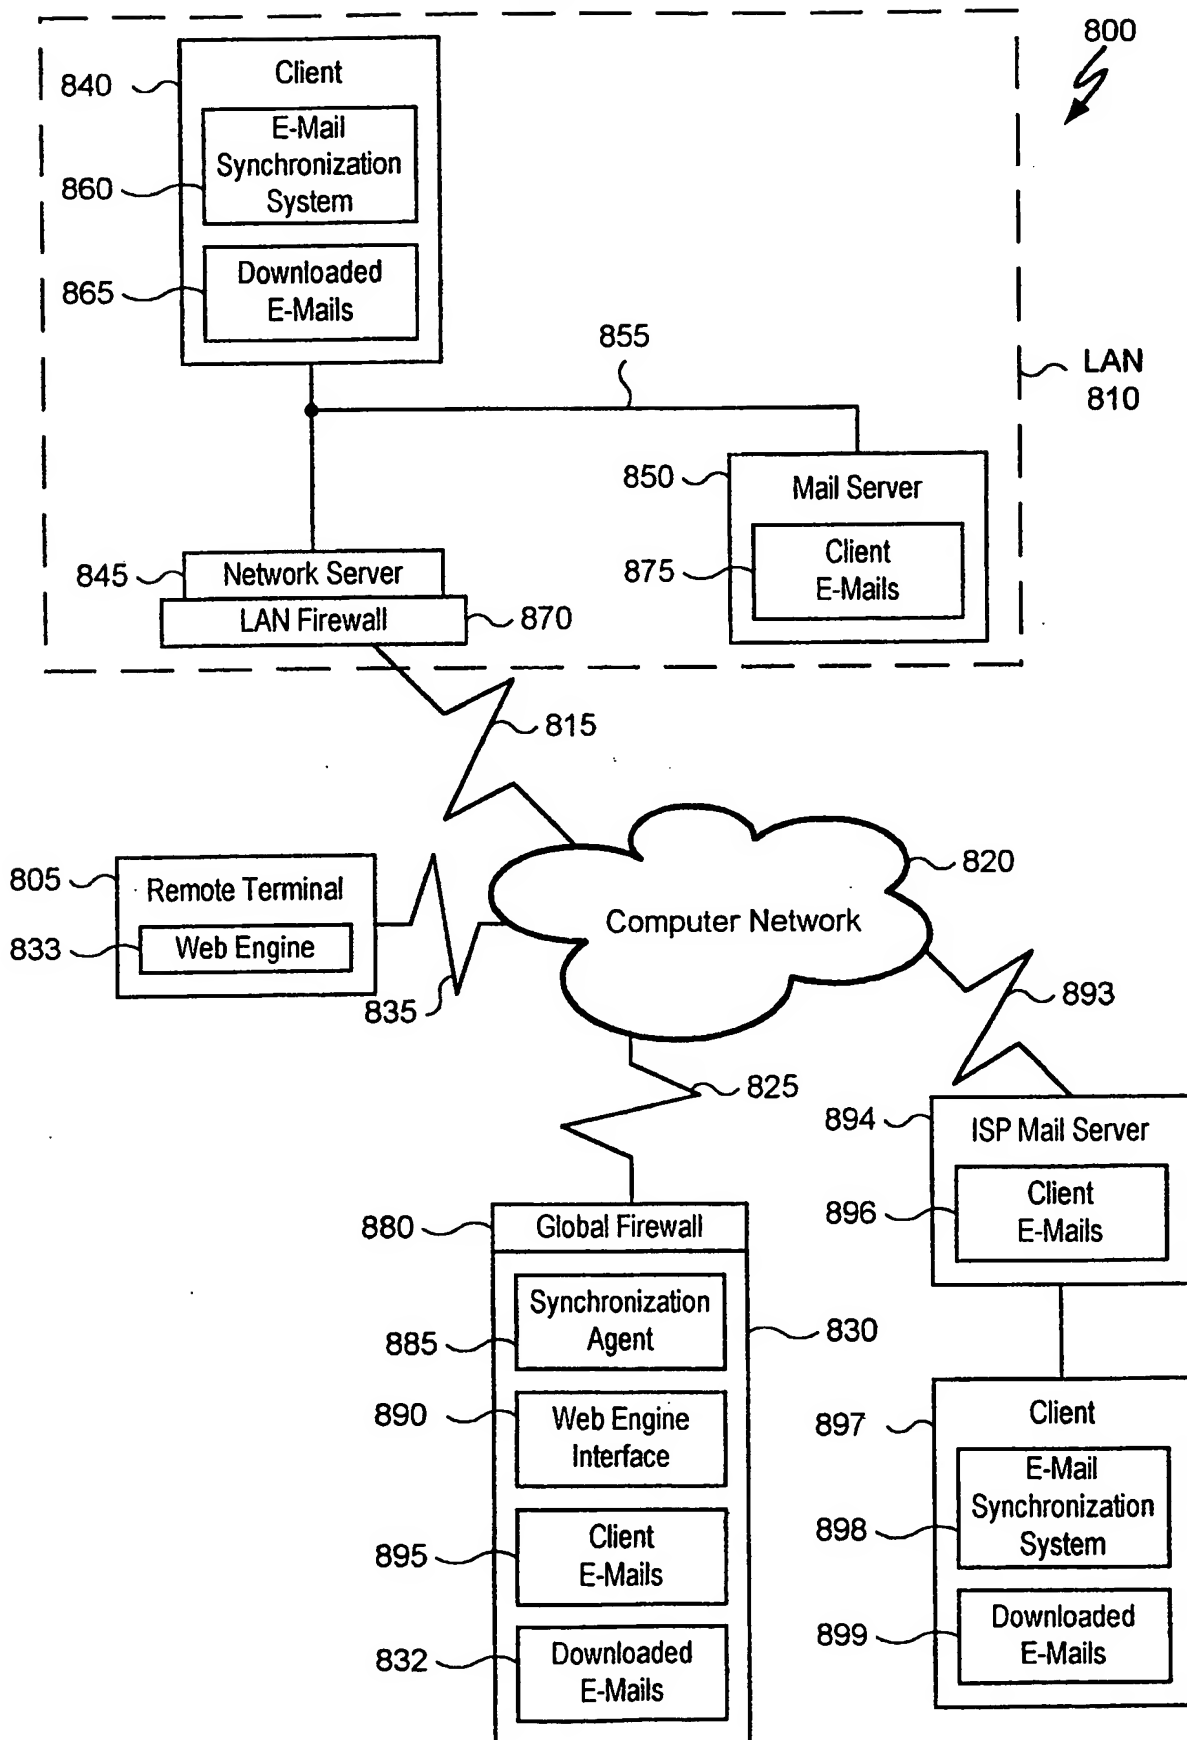 800
840
Client
E-Mail
Synchronization
System
860
Downloaded
E-Mails
865
855
LAN
810
850
Mail Server
Client
E-Mails
875
845
Network Server
LAN Firewall
870
815
805
Remote Terminal
833
Web Engine
835
Computer Network
820
893
825
894
ISP Mail Server
896
Client
E-Mails
880
Global Firewall
Synchronization
Agent
885
830
890
Web Engine
Interface
895
Client
E-Mails
832
Downloaded
E-Mails
897
Client
E-Mail
Synchronization
System
898
Downloaded
E-Mails
899